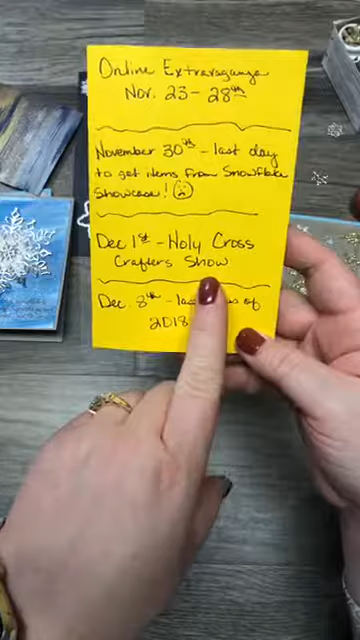 Online Extravaganza
Nov. 23 - 28th
November 30th - last day
to get items from Snowflake
Showcase!
Dec 1st - Holy Cross
Crafters Show
Dec. 8th - of
2018